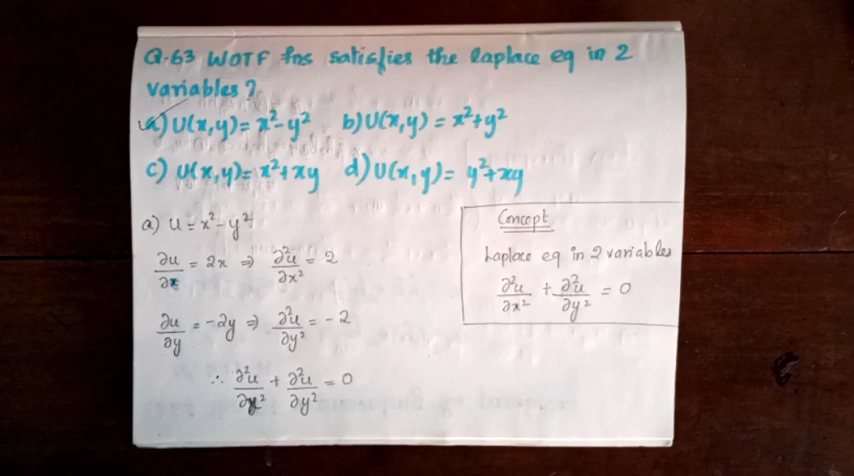 Q.63 WOTF fns satisfies the laplace eq in 2
variables?
a) U(x,y) = x²-y² b) U(x,y) = x²+y²
c) U(x,y) = x²+xy d) U(x,y) = y²+xy
a) u = x²-y²
∂u/∂x = 2x ⇒ ∂²u/∂x² = 2
∂u/∂y = -2y ⇒ ∂²u/∂y² = -2
∴ ∂²u/∂x² + ∂²u/∂y² = 0
Concept
Laplace eq in 2 variables
∂²u/∂x² + ∂²u/∂y² = 0